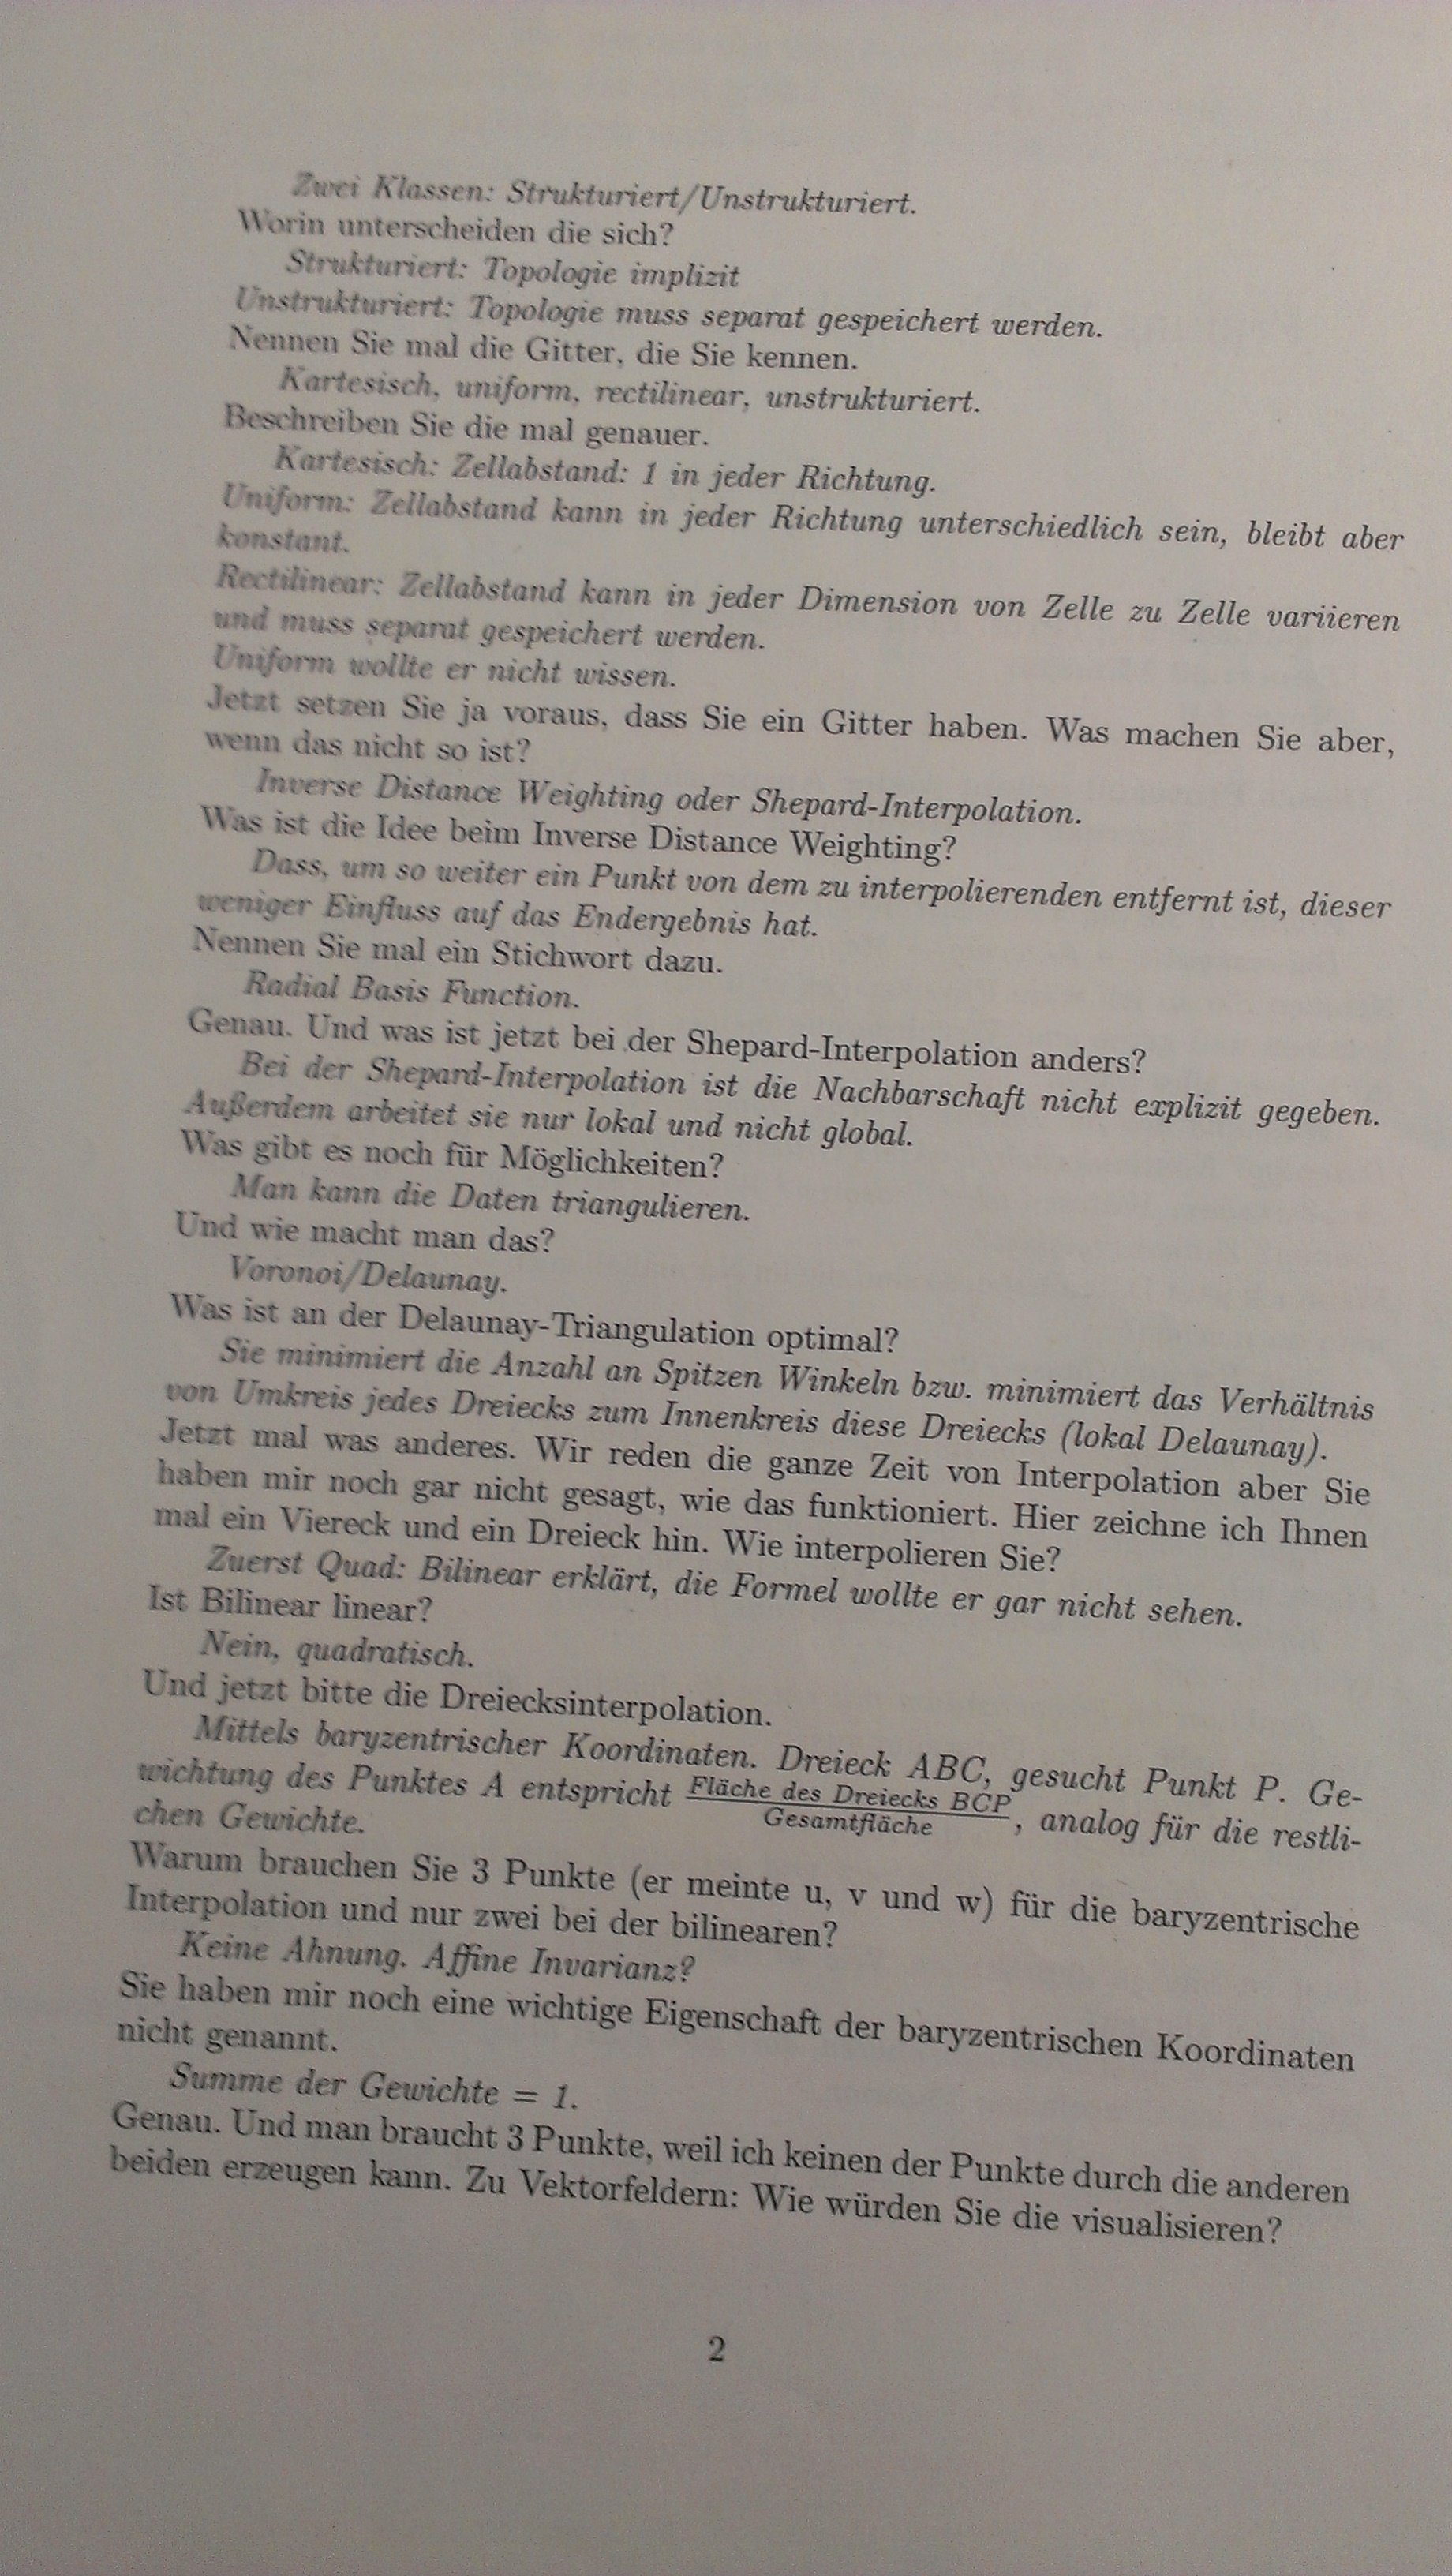 Zwei Klassen: Strukturiert/Unstrukturiert.
Worin unterscheiden die sich?
Strukturiert: Topologie implizit
Unstrukturiert: Topologie muss separat gespeichert werden.
Nennen Sie mal die Gitter, die Sie kennen.
Kartesisch, uniform, rectilinear, unstrukturiert.
Beschreiben Sie die mal genauer.
Kartesisch: Zellabstand: 1 in jeder Richtung.
Uniform: Zellabstand kann in jeder Richtung unterschiedlich sein, bleibt aber
konstant.
Rectilinear: Zellabstand kann in jeder Dimension von Zelle zu Zelle variieren
und muss separat gespeichert werden.
Uniform wollte er nicht wissen.
Jetzt setzen Sie ja voraus, dass Sie ein Gitter haben. Was machen Sie aber,
wenn das nicht so ist?
Inverse Distance Weighting oder Shepard-Interpolation.
Was ist die Idee beim Inverse Distance Weighting?
Dass, um so weiter ein Punkt von dem zu interpolierenden entfernt ist, dieser
weniger Einfluss auf das Endergebnis hat.
Nennen Sie mal ein Stichwort dazu.
Radial Basis Function.
Genau. Und was ist jetzt bei der Shepard-Interpolation anders?
Bei der Shepard-Interpolation ist die Nachbarschaft nicht explizit gegeben.
Außerdem arbeitet sie nur lokal und nicht global.
Was gibt es noch für Möglichkeiten?
Man kann die Daten triangulieren.
Und wie macht man das?
Voronoi/Delaunay.
Was ist an der Delaunay-Triangulation optimal?
Sie minimiert die Anzahl an Spitzen Winkeln bzw. minimiert das Verhältnis
von Umkreis jedes Dreiecks zum Innenkreis diese Dreiecks (lokal Delaunay).
Jetzt mal was anderes. Wir reden die ganze Zeit von Interpolation aber Sie
haben mir noch gar nicht gesagt, wie das funktioniert. Hier zeichne ich Ihnen
mal ein Viereck und ein Dreieck hin. Wie interpolieren Sie?
Zuerst Quad: Bilinear erklärt, die Formel wollte er gar nicht sehen.
Ist Bilinear linear?
Nein, quadratisch.
Und jetzt bitte die Dreiecksinterpolation.
Mittels baryzentrischer Koordinaten. Dreieck ABC, gesucht Punkt P. Ge-
wichtung des Punktes A entspricht Fläche des Dreiecks BCP / Gesamtfläche, analog für die restli-
chen Gewichte.
Warum brauchen Sie 3 Punkte (er meinte u, v und w) für die baryzentrische
Interpolation und nur zwei bei der bilinearen?
Keine Ahnung. Affine Invarianz?
Sie haben mir noch eine wichtige Eigenschaft der baryzentrischen Koordinaten
nicht genannt.
Summe der Gewichte = 1.
Genau. Und man braucht 3 Punkte, weil ich keinen der Punkte durch die anderen
beiden erzeugen kann. Zu Vektorfeldern: Wie würden Sie die visualisieren?
2